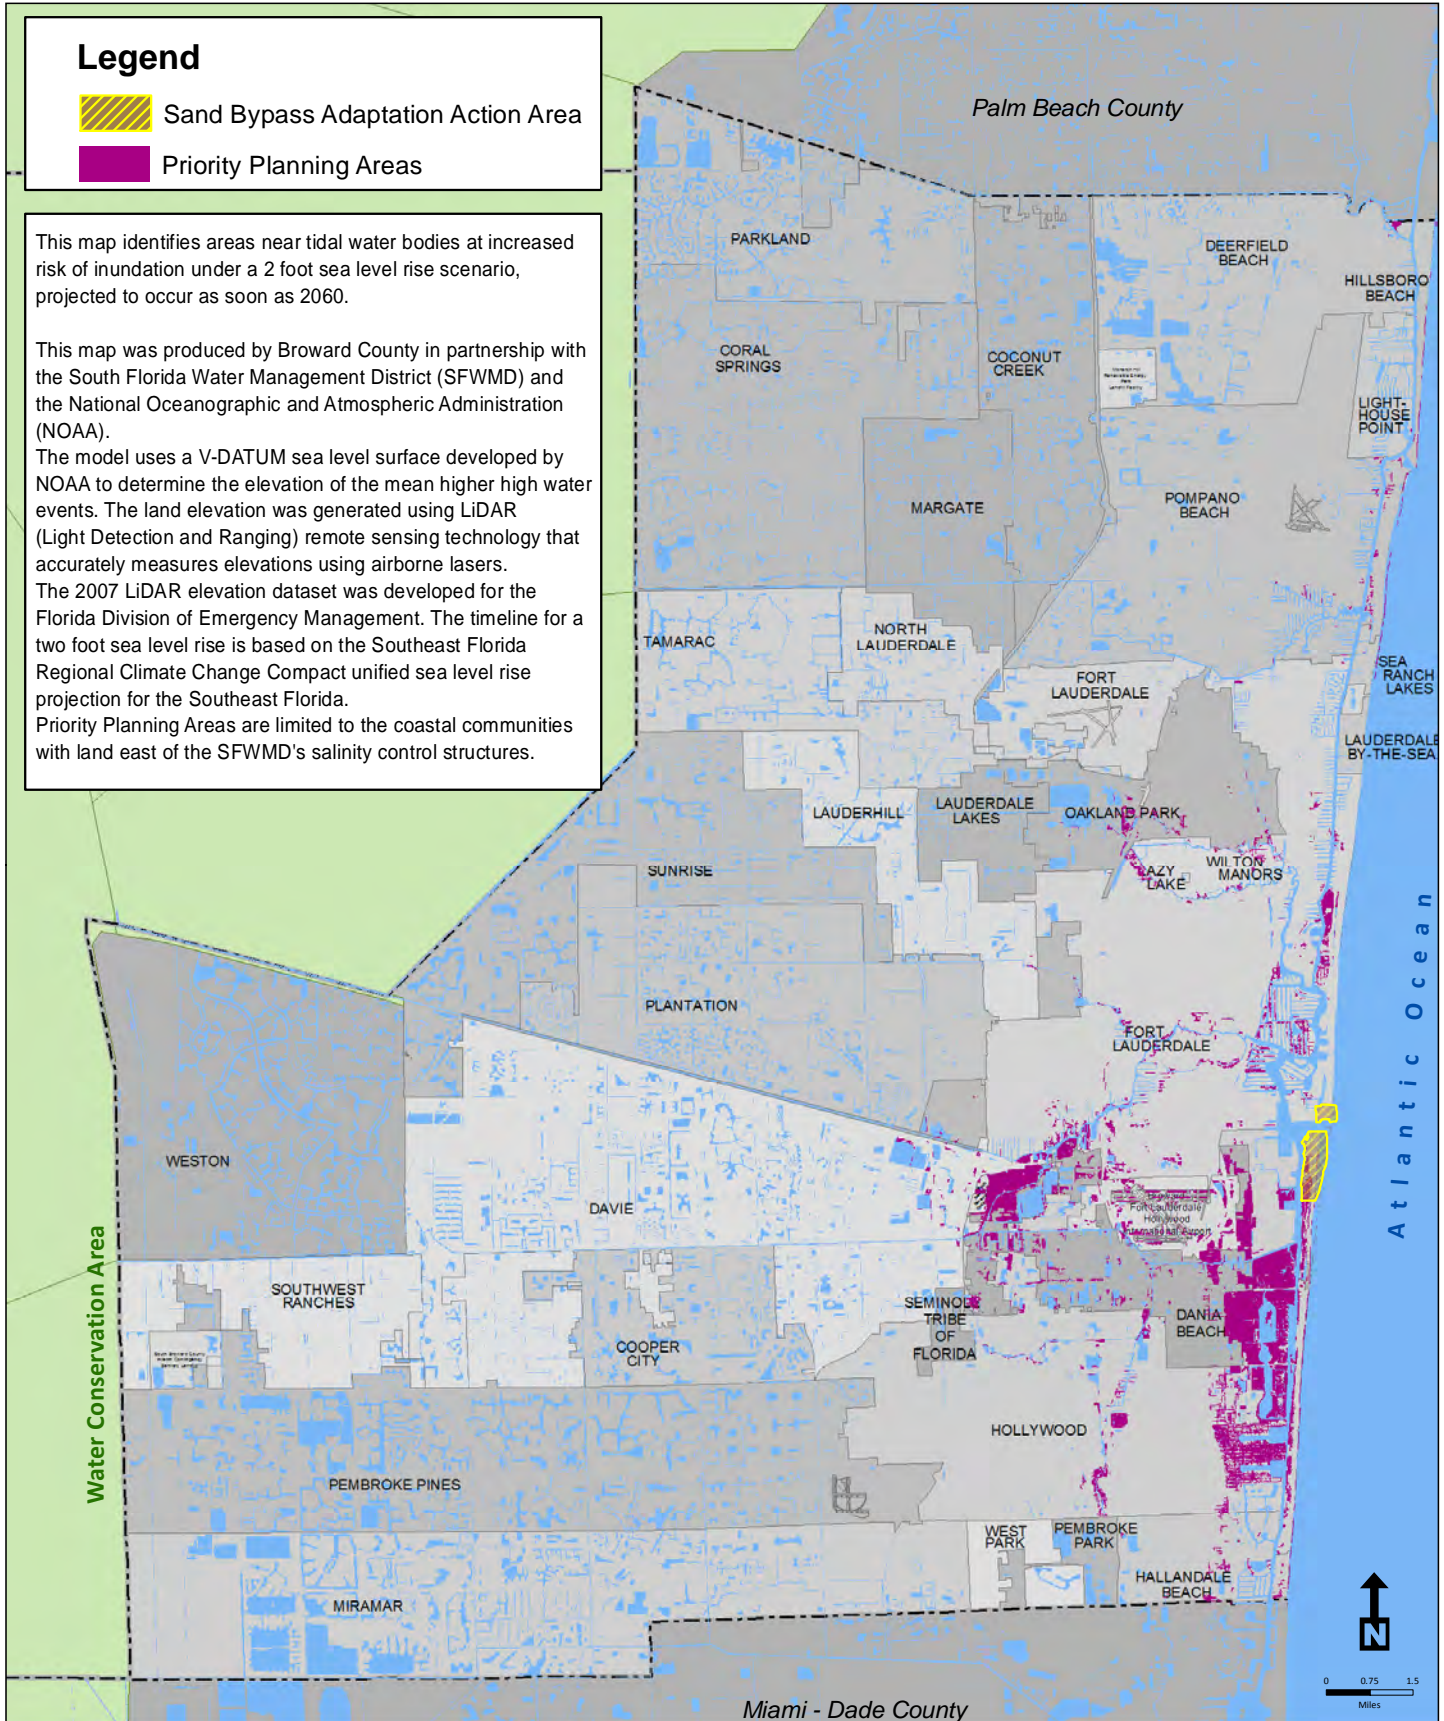 Legend
Sand Bypass Adaptation Action Area
Priority Planning Areas
This map identifies areas near tidal water bodies at increased
risk of inundation under a 2 foot sea level rise scenario,
projected to occur as soon as 2060.
This map was produced by Broward County in partnership with
the South Florida Water Management District (SFWMD) and
the National Oceanographic and Atmospheric Administration
(NOAA).
The model uses a V-DATUM sea level surface developed by
NOAA to determine the elevation of the mean higher high water
events. The land elevation was generated using LiDAR
(Light Detection and Ranging) remote sensing technology that
accurately measures elevations using airborne lasers.
The 2007 LiDAR elevation dataset was developed for the
Florida Division of Emergency Management. The timeline for a
two foot sea level rise is based on the Southeast Florida
Regional Climate Change Compact unified sea level rise
projection for the Southeast Florida.
Priority Planning Areas are limited to the coastal communities
with land east of the SFWMD's salinity control structures.
Palm Beach County
PARKLAND
DEERFIELD
BEACH
HILLSBORO
BEACH
CORAL
SPRINGS
COCONUT
CREEK
LIGHT-
HOUSE
POINT
MARGATE
POMPANO
BEACH
TAMARAC
NORTH
LAUDERDALE
FORT
LAUDERDALE
SEA
RANCH
LAKES
LAUDERDALE
BY-THE-SEA
LAUDERHILL
LAUDERDALE
LAKES
OAKLAND PARK
SUNRISE
LAZY
LAKE
WILTON
MANORS
PLANTATION
FORT
LAUDERDALE
Atlantic Ocean
WESTON
DAVIE
Fort Lauderdale
Hollywood
International Airport
Water Conservation Area
SOUTHWEST
RANCHES
SEMINOLE
TRIBE
OF
FLORIDA
DANIA
BEACH
COOPER
CITY
HOLLYWOOD
PEMBROKE PINES
WEST
PARK
PEMBROKE
PARK
HALLANDALE
BEACH
MIRAMAR
N
0 0.75 1.5
Miles
Miami - Dade County